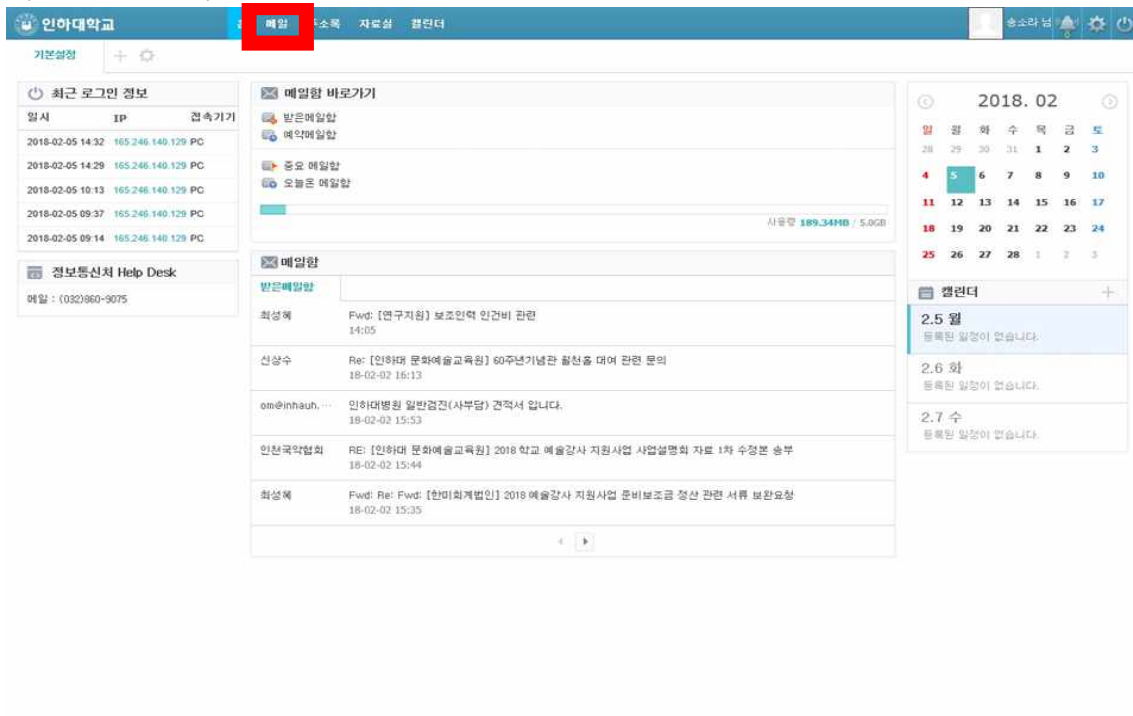 인하대학교
메일
주소록 자료실 캘린더
송소라 님
기본설정
최근 로그인 정보
일시 IP 접속기기
2018-02-05 14:32 165.246.140.129 PC
2018-02-05 14:29 165.246.140.129 PC
2018-02-05 10:13 165.246.140.129 PC
2018-02-05 09:37 165.246.140.129 PC
2018-02-05 09:14 165.246.140.129 PC
정보통신처 Help Desk
메일 : (032)860-9075
메일함 바로가기
받은메일함
예약메일함
중요 메일함
오늘온 메일함
사용량 189.34MB / 5.0GB
메일함
받은메일함
최성혜 Fwd: [연구지원] 보조인력 인건비 관련
14:05
신상수 Re: [인하대 문화예술교육원] 60주년기념관 월천홀 대여 관련 문의
18-02-02 16:13
om@inhauh.… 인하대병원 일반검진(사무담) 견적서 입니다.
18-02-02 15:53
인천국악협회 RE: [인하대 문화예술교육원] 2018 학교 예술강사 지원사업 사업설명회 자료 1차 수정본 송부
18-02-02 15:44
최성혜 Fwd: Re: Fwd: [한미회계법인] 2018 예술강사 지원사업 준비보조금 정산 관련 서류 보완요청
18-02-02 15:35
2018. 02
일 월 화 수 목 금 토
28 29 30 31 1 2 3
4 5 6 7 8 9 10
11 12 13 14 15 16 17
18 19 20 21 22 23 24
25 26 27 28 1 2 3
캘린더
2.5 월
등록된 일정이 없습니다.
2.6 화
등록된 일정이 없습니다.
2.7 수
등록된 일정이 없습니다.